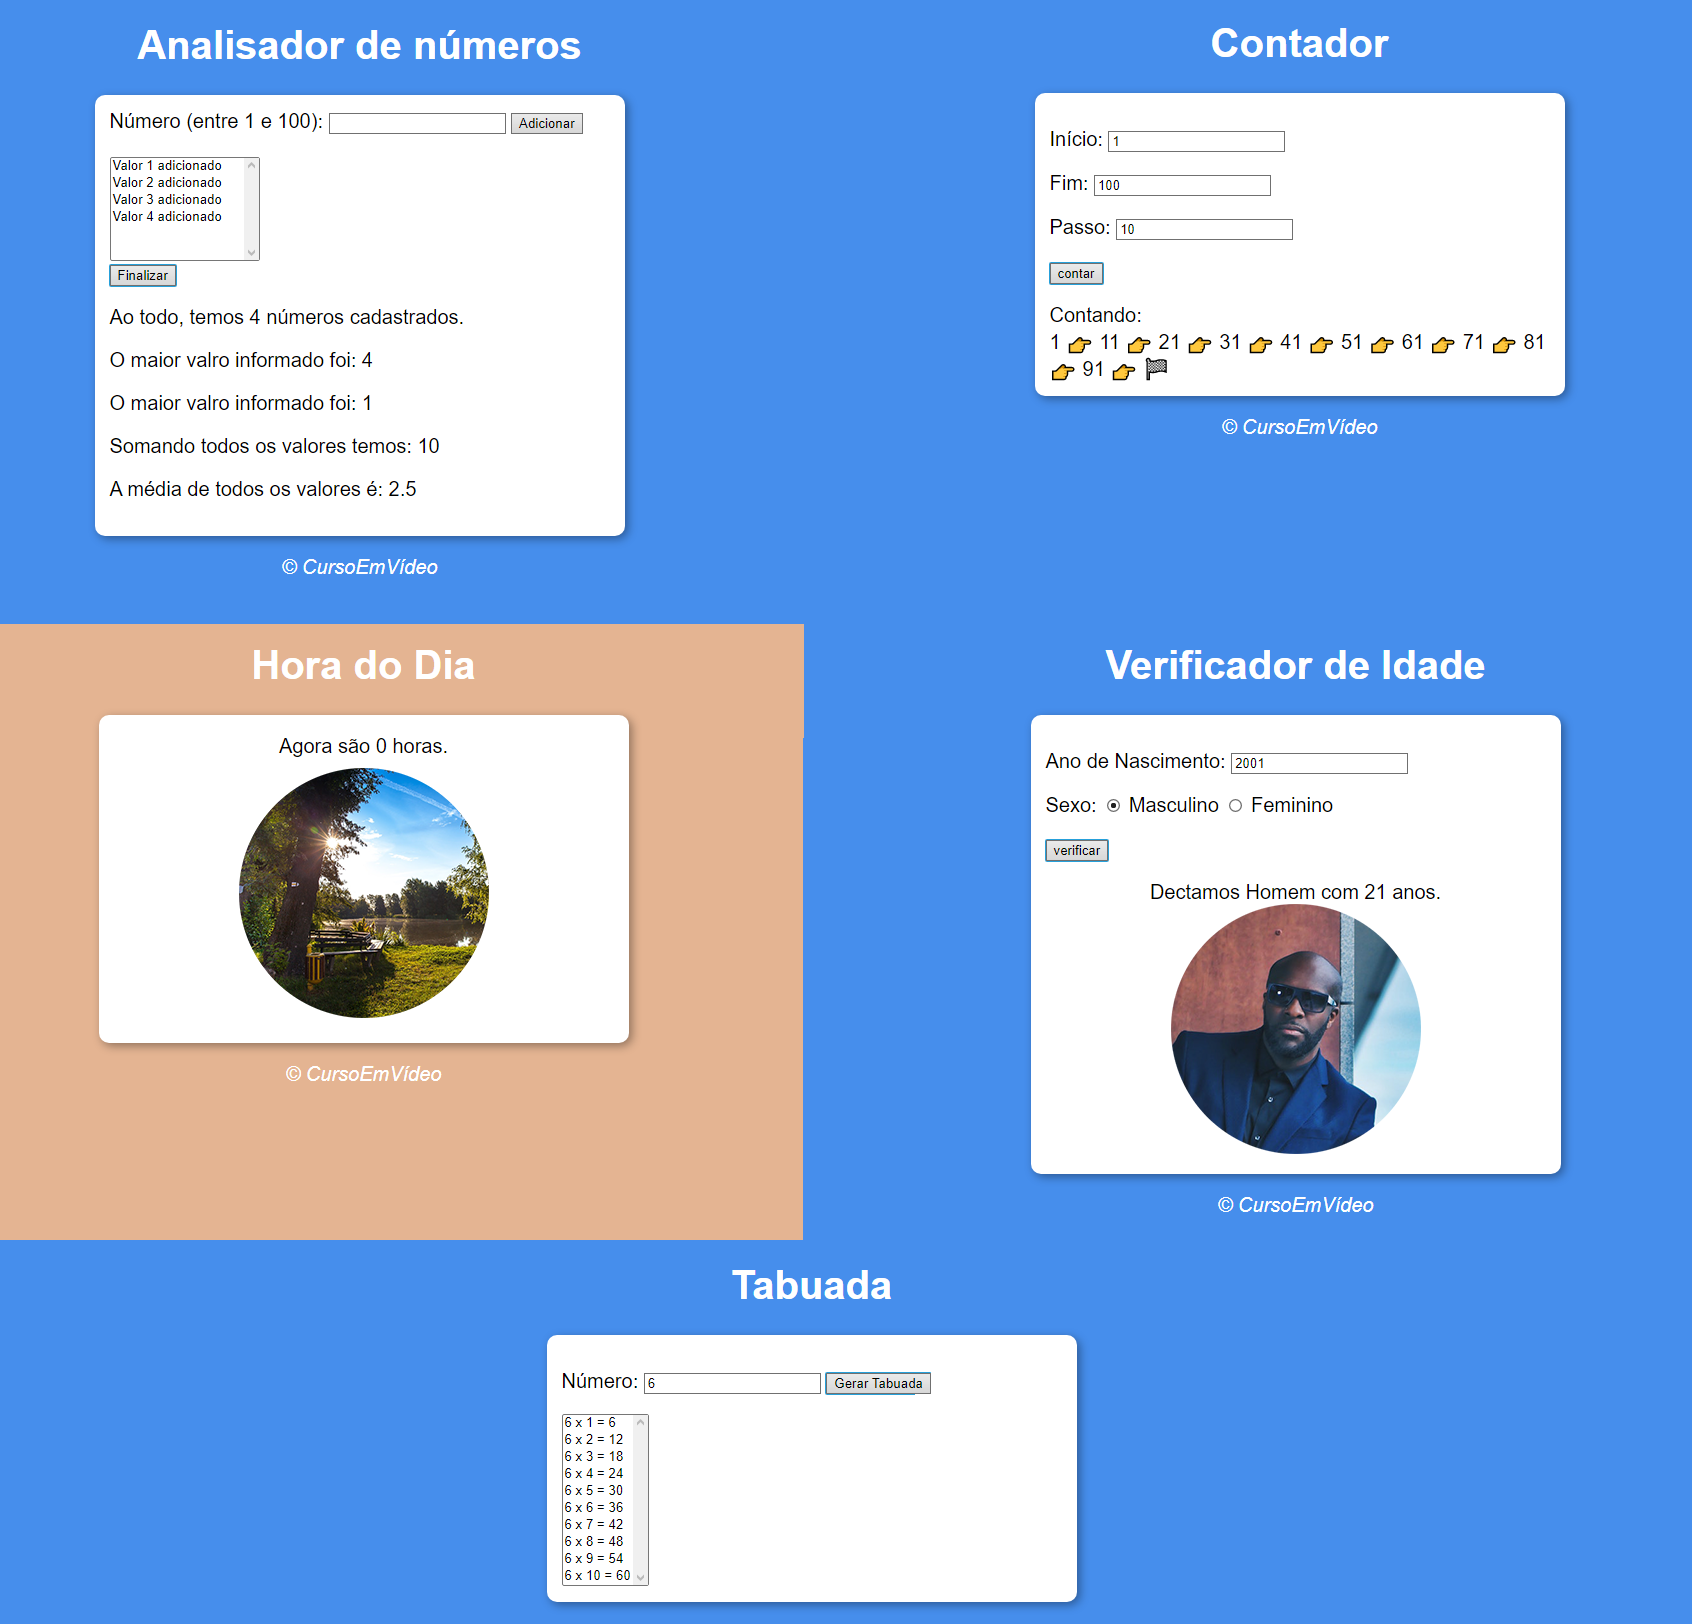 Analisador de números
Número (entre 1 e 100):
Adicionar
Valor 1 adicionado
Valor 2 adicionado
Valor 3 adicionado
Valor 4 adicionado
Finalizar
Ao todo, temos 4 números cadastrados.
O maior valro informado foi: 4
O maior valro informado foi: 1
Somando todos os valores temos: 10
A média de todos os valores é: 2.5
© CursoEmVídeo
Contador
Início: 1
Fim: 100
Passo: 10
contar
Contando:
1 👉 11 👉 21 👉 31 👉 41 👉 51 👉 61 👉 71 👉 81
👉 91 👉 🏁
© CursoEmVídeo
Hora do Dia
Agora são 0 horas.
© CursoEmVídeo
Verificador de Idade
Ano de Nascimento: 2001
Sexo: Masculino Feminino
verificar
Dectamos Homem com 21 anos.
© CursoEmVídeo
Tabuada
Número: 6 Gerar Tabuada
6 x 1 = 6
6 x 2 = 12
6 x 3 = 18
6 x 4 = 24
6 x 5 = 30
6 x 6 = 36
6 x 7 = 42
6 x 8 = 48
6 x 9 = 54
6 x 10 = 60